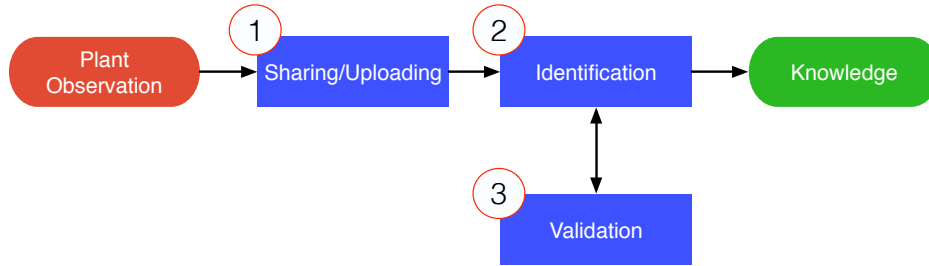 1
2
Plant
Observation
Sharing/Uploading
Identification
Knowledge
3
Validation